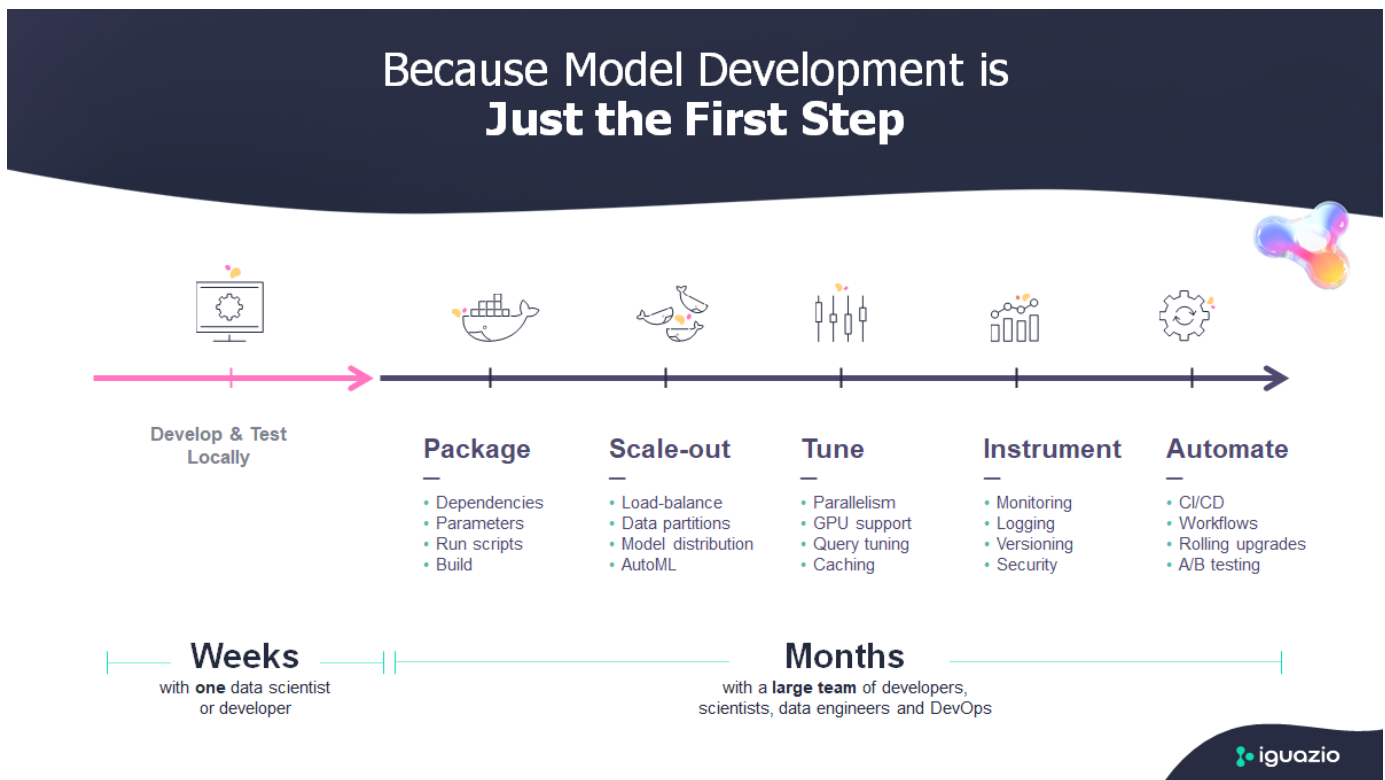 Because Model Development is
Just the First Step
Develop & Test
Locally
Package
• Dependencies
• Parameters
• Run scripts
• Build
Scale-out
• Load-balance
• Data partitions
• Model distribution
• AutoML
Tune
• Parallelism
• GPU support
• Query tuning
• Caching
Instrument
• Monitoring
• Logging
• Versioning
• Security
Automate
• CI/CD
• Workflows
• Rolling upgrades
• A/B testing
Weeks
with one data scientist
or developer
Months
with a large team of developers,
scientists, data engineers and DevOps
iguazio